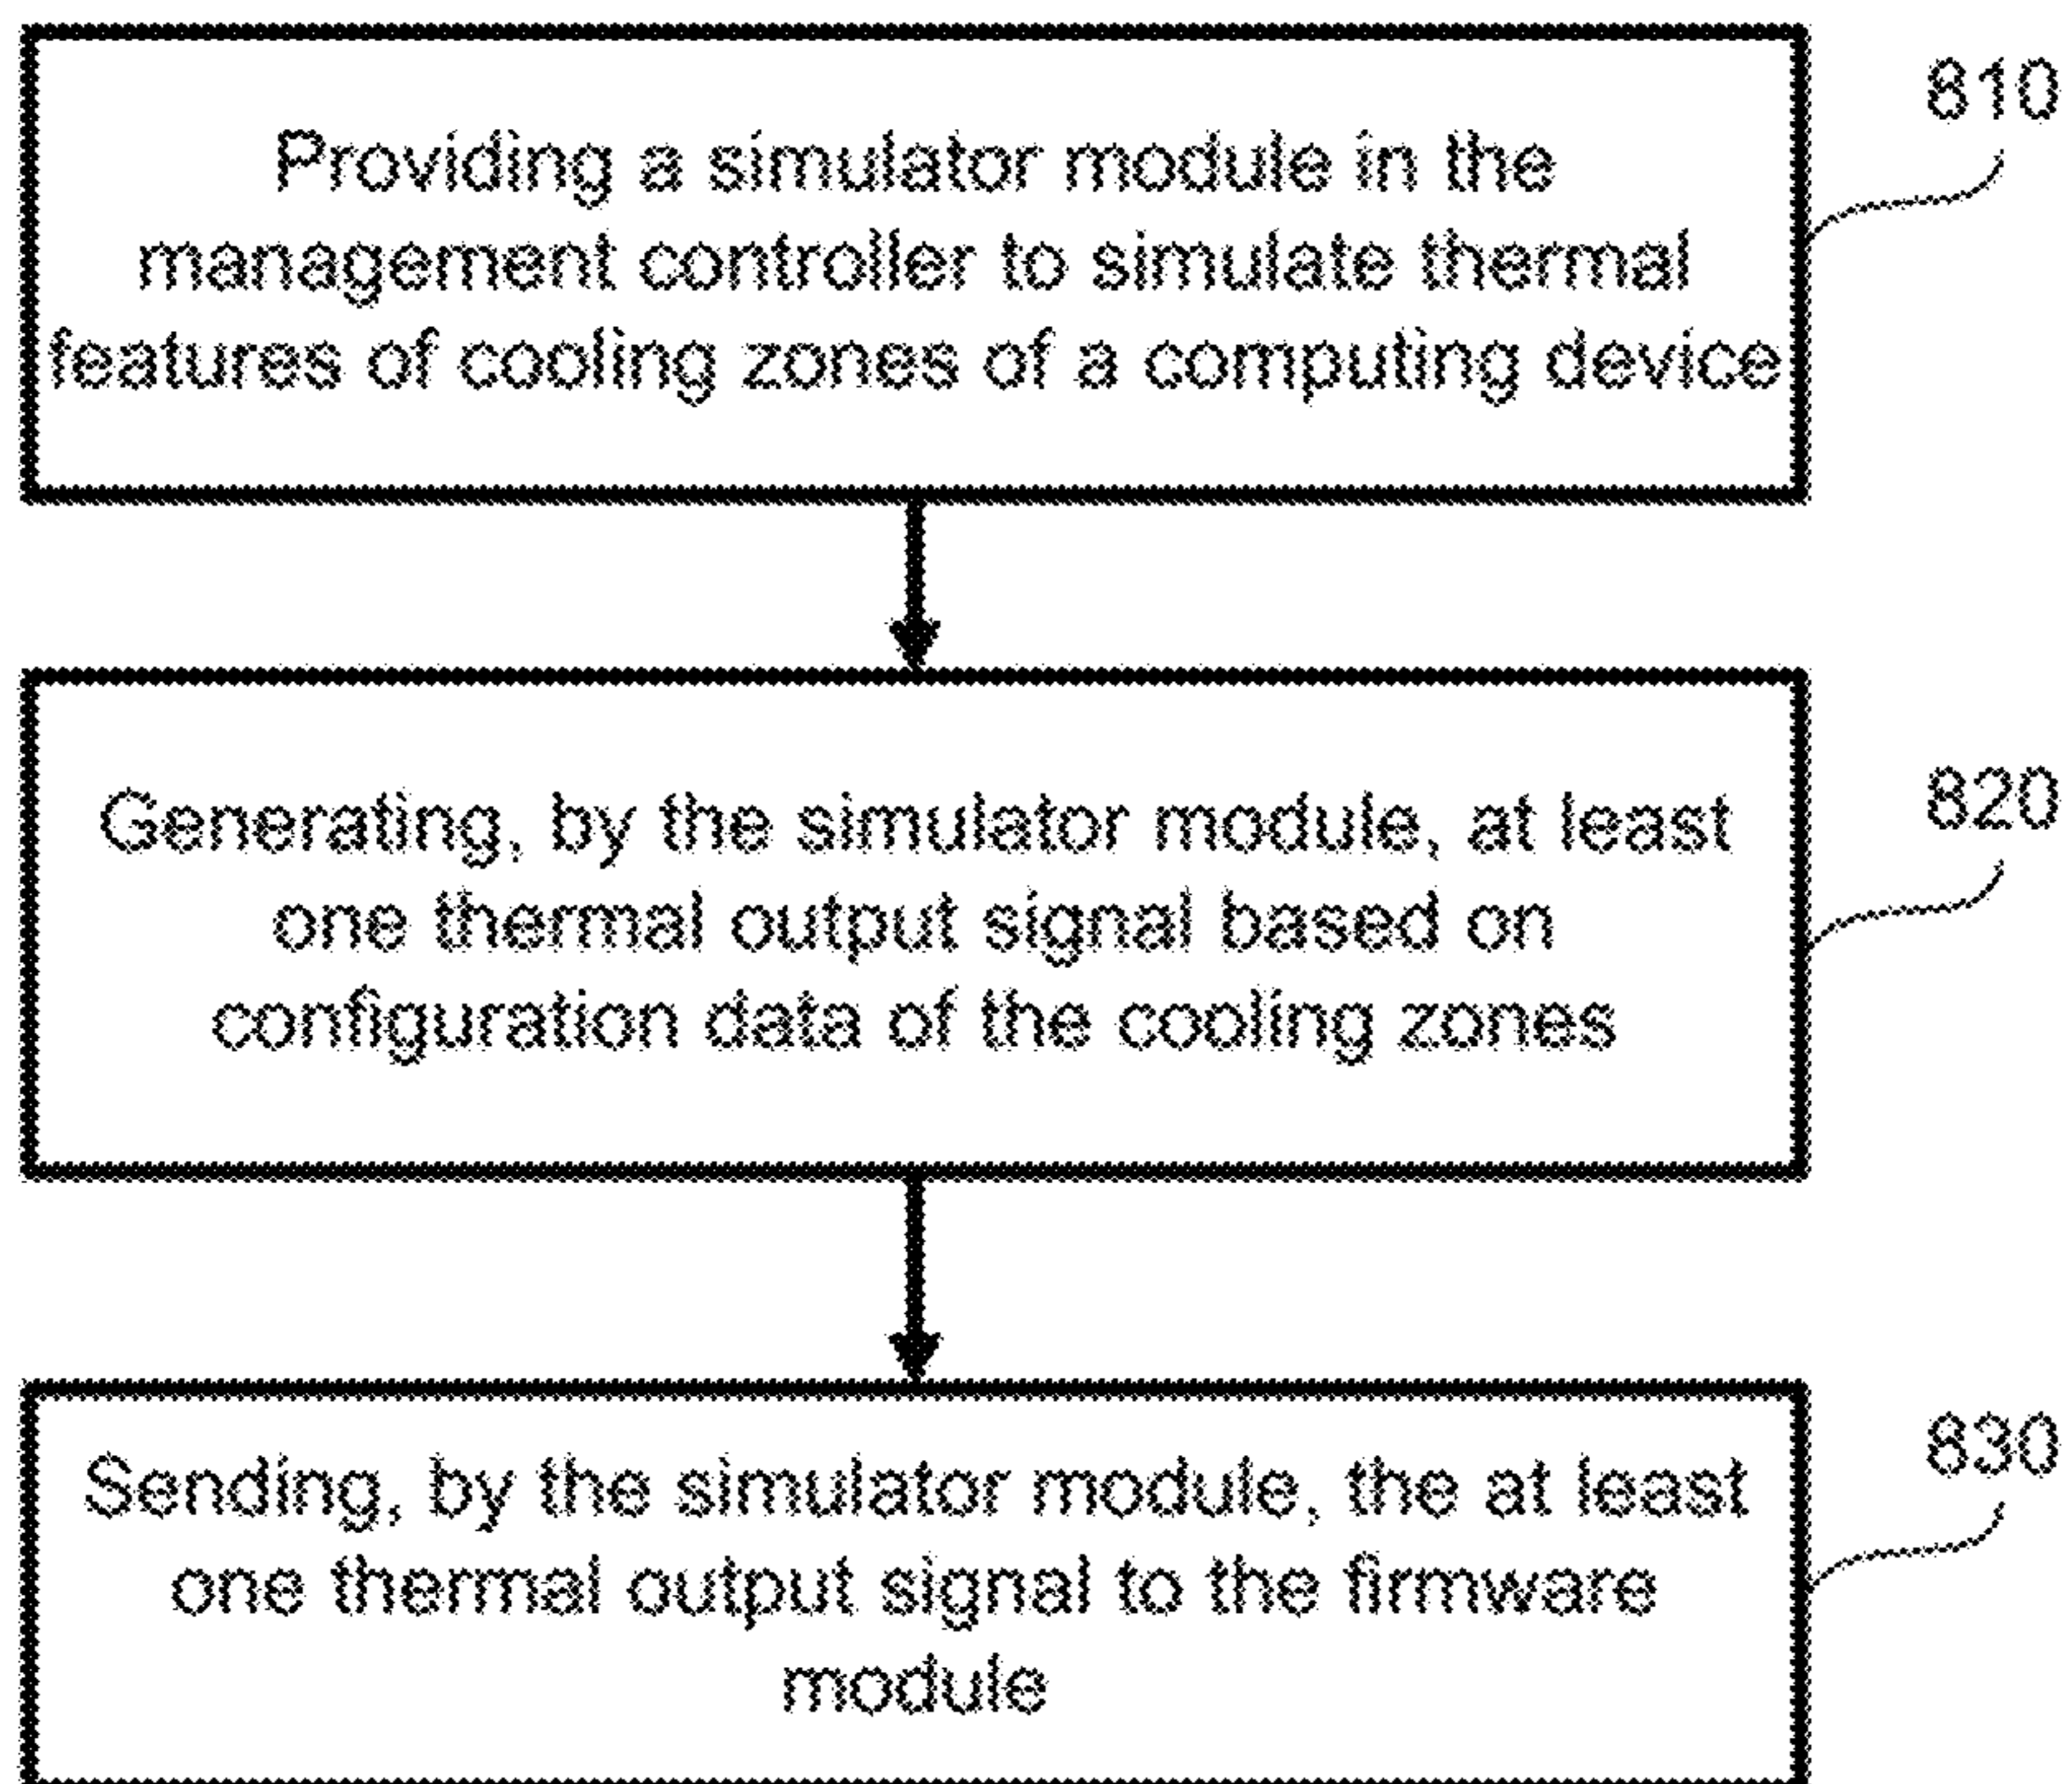 810
Providing a simulator module in the
management controller to simulate thermal
features of cooling zones of a computing device
820
Generating, by the simulator module, at least
one thermal output signal based on
configuration data of the cooling zones
830
Sending, by the simulator module, the at least
one thermal output signal to the firmware
module